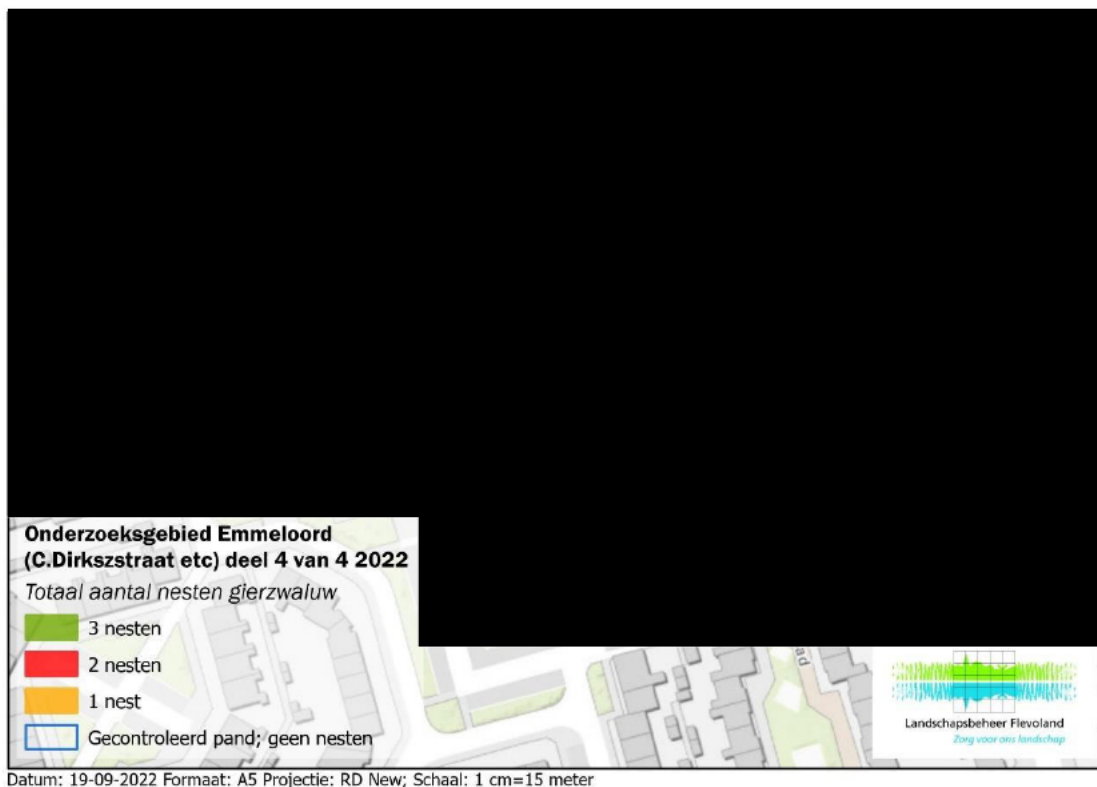 Onderzoeksgebied Emmeloord
(C.Dirkszstraat etc) deel 4 van 4 2022
Totaal aantal nesten gierzwaluw
3 nesten
2 nesten
1 nest
Gecontroleerd pand; geen nesten
ad
Landschapsbeheer Flevoland
Zorg voor ons landschap
Datum: 19-09-2022 Formaat: A5 Projectie: RD New; Schaal: 1 cm=15 meter